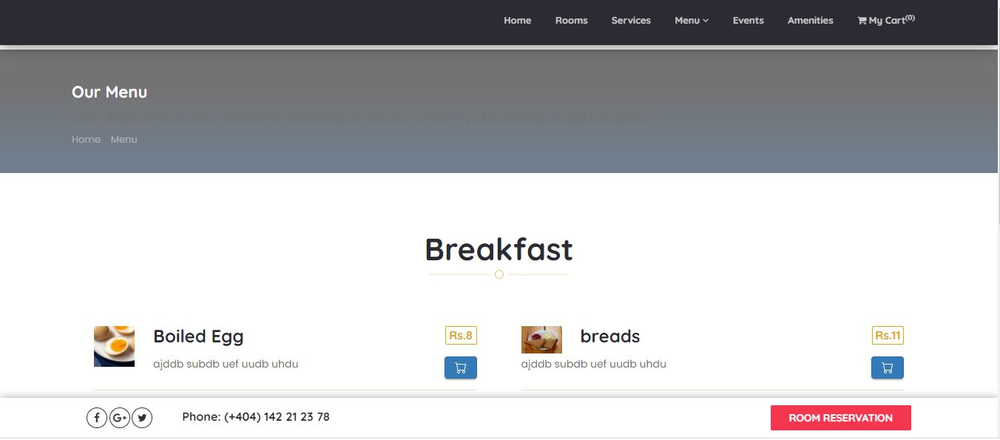 Home Rooms Services Menu Events Amenities My Cart(0)
Our Menu
Lorem ipsum dolor sit amet, consectetuer adipiscing elit, sed diam nonummy nibh euismod tincidunt ut laoreet.
Home Menu
Breakfast
Boiled Egg Rs.8
ajddb subdb uef uudb uhdu
breads Rs.11
ajddb subdb uef uudb uhdu
Phone: (+404) 142 21 23 78 ROOM RESERVATION